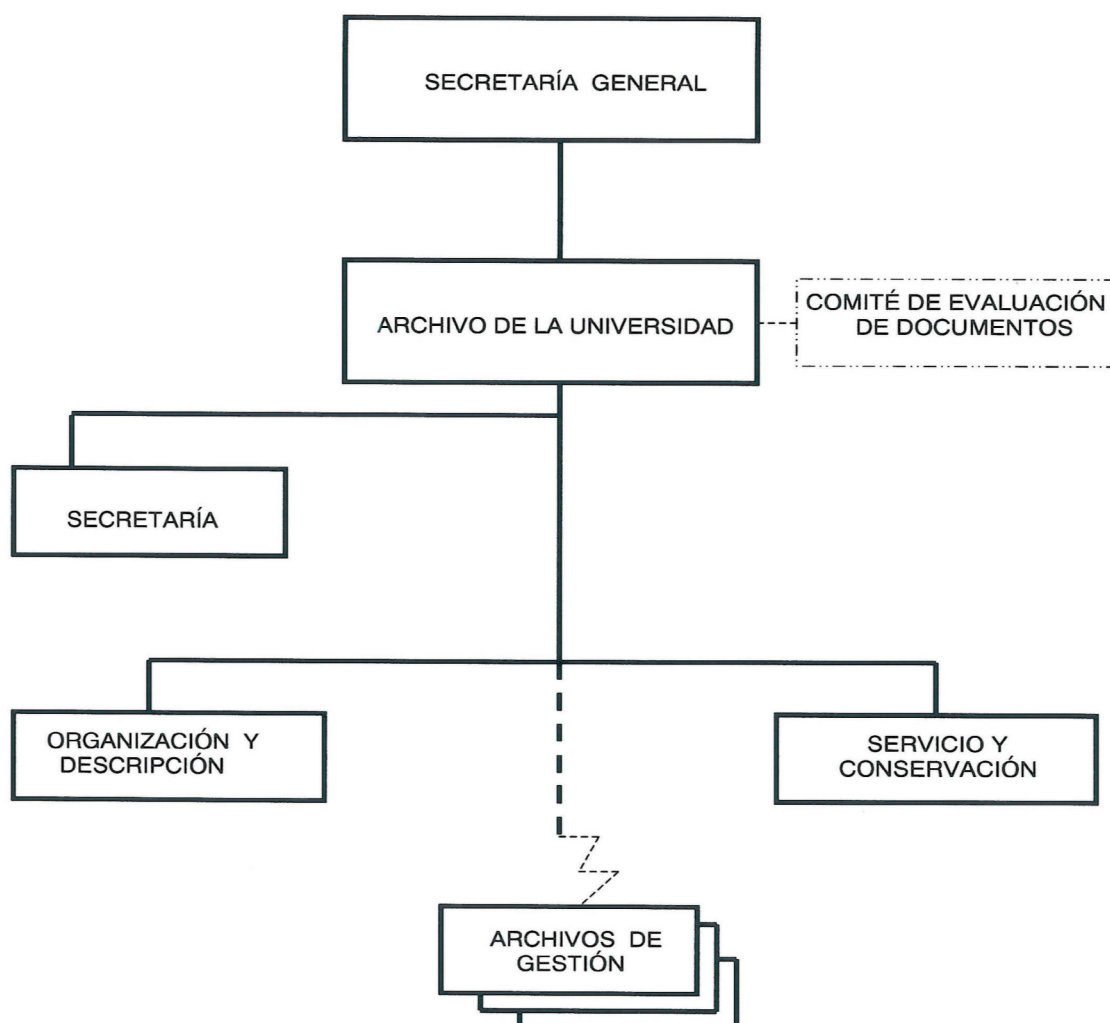 SECRETARÍA GENERAL
ARCHIVO DE LA UNIVERSIDAD
COMITÉ DE EVALUACIÓN
DE DOCUMENTOS
SECRETARÍA
ORGANIZACIÓN Y
DESCRIPCIÓN
SERVICIO Y
CONSERVACIÓN
ARCHIVOS DE
GESTIÓN